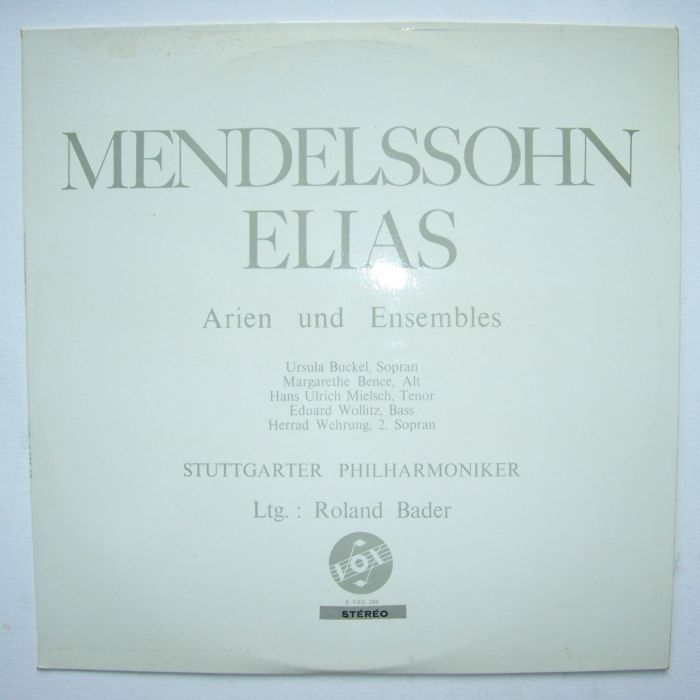 MENDELSSOHN
ELIAS
Arien und Ensembles
Ursula Buckel, Sopran
Margarethe Bence, Alt
Hans Ulrich Mielsch, Tenor
Eduard Wollitz, Bass
Herrad Wehrung, 2. Sopran
STUTTGARTER PHILHARMONIKER
Ltg. : Roland Bader
VOX
STÉRÉO